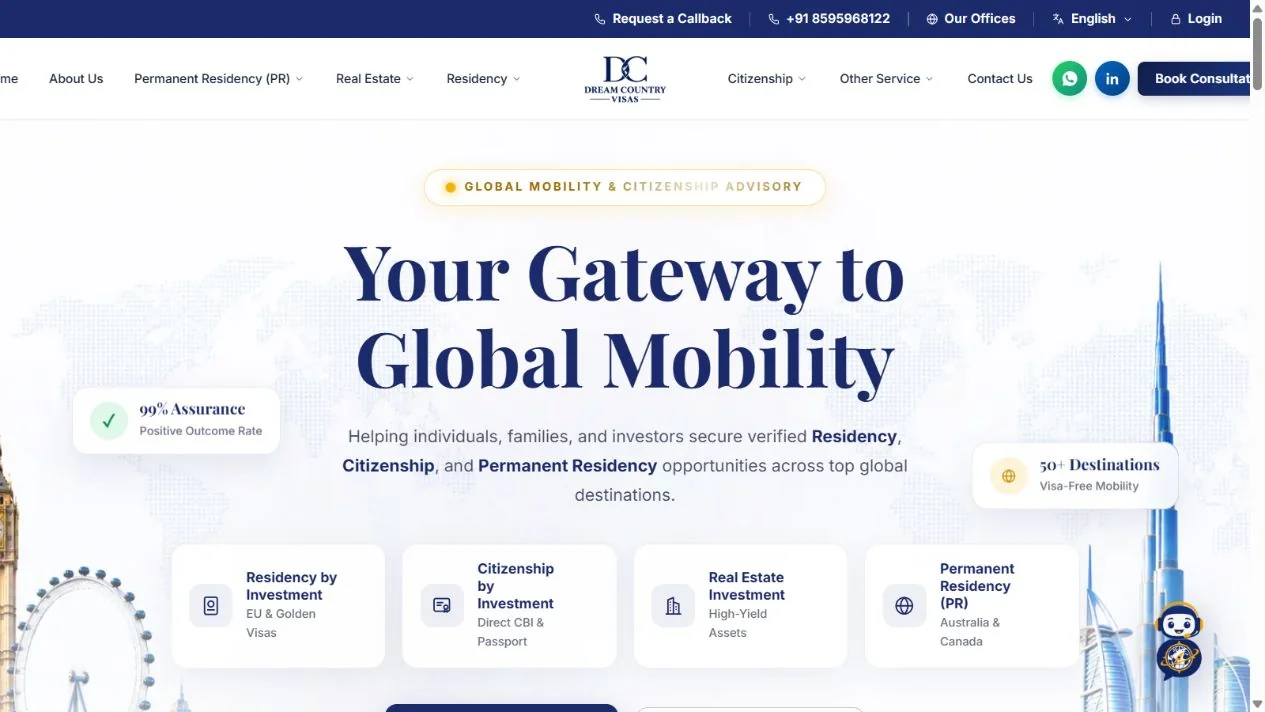 Request a Callback
+91 8595968122
Our Offices
English
Login
me
About Us
Permanent Residency (PR)
Real Estate
Residency
DC
DREAM COUNTRY
VISAS
Citizenship
Other Service
Contact Us
in
Book Consultat
GLOBAL MOBILITY & CITIZENSHIP ADVISORY
Your Gateway to
Global Mobility
99% Assurance
Positive Outcome Rate
Helping individuals, families, and investors secure verified Residency,
Citizenship, and Permanent Residency opportunities across top global
destinations.
50+ Destinations
Visa-Free Mobility
Residency by
Investment
EU & Golden
Visas
Citizenship
by
Investment
Direct CBI &
Passport
Real Estate
Investment
High-Yield
Assets
Permanent
Residency
(PR)
Australia &
Canada